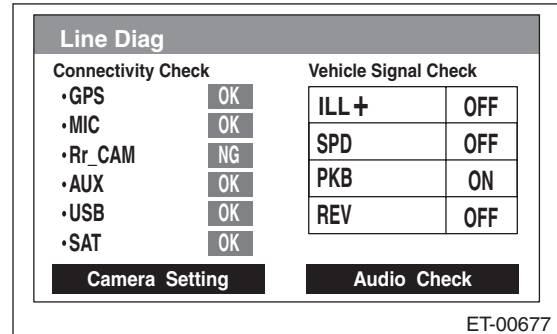 Line Diag
Connectivity Check
・GPS OK
・MIC OK
・Rr_CAM NG
・AUX OK
・USB OK
・SAT OK
Camera Setting
Vehicle Signal Check
ILL+ OFF
SPD OFF
PKB ON
REV OFF
Audio Check
ET-00677